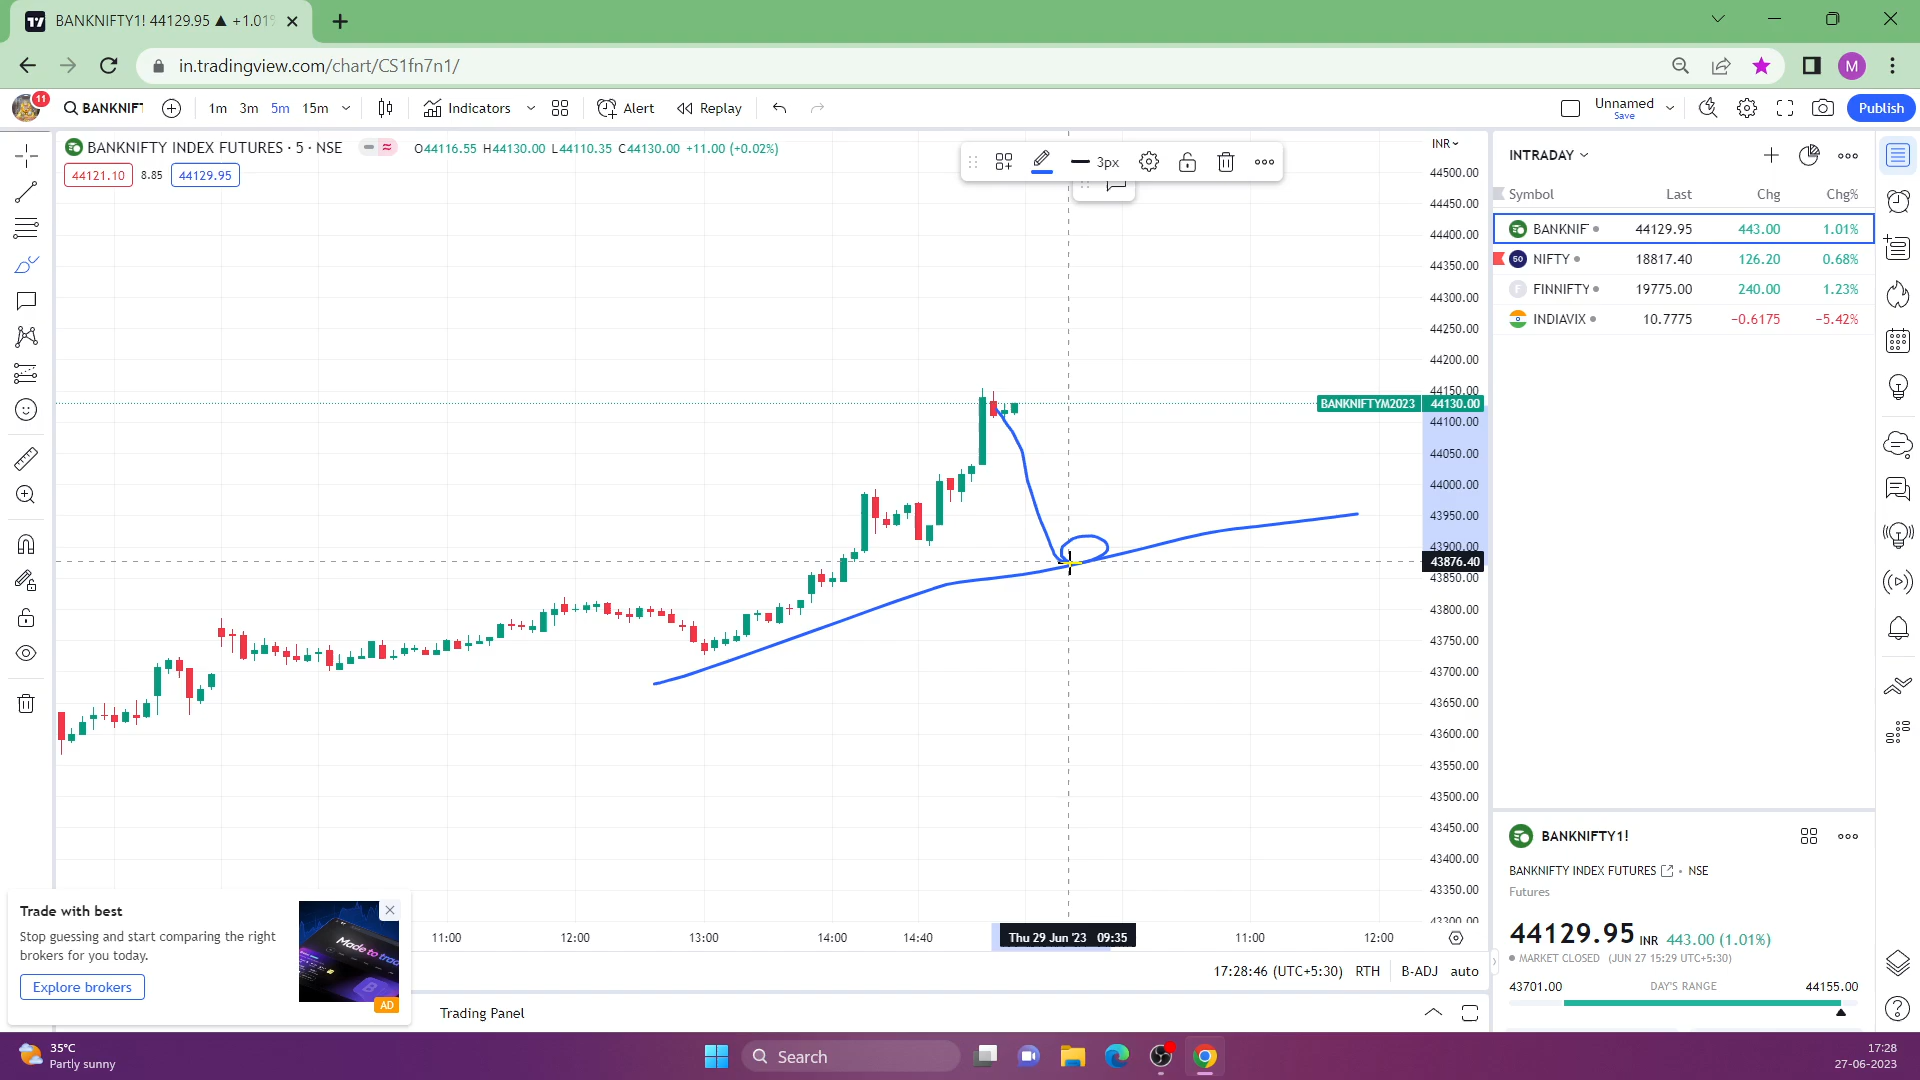 BANKNIFTY1! 44129.95 ▲ +1.01%
in.tradingview.com/chart/CS1fn7n1/
M
11
BANKNIFT
1m 3m 5m 15m
Indicators
Alert
Replay
Unnamed
Save
Publish
BANKNIFTY INDEX FUTURES · 5 · NSE
O44116.55 H44130.00 L44110.35 C44130.00 +11.00 (+0.02%)
44121.10 8.85 44129.95
3px
INR
44500.00
44450.00
44400.00
44350.00
44300.00
44250.00
44200.00
44150.00
BANKNIFTYM2023 44130.00
44100.00
44050.00
44000.00
43950.00
43900.00
43876.40
43850.00
43800.00
43750.00
43700.00
43650.00
43600.00
43550.00
43500.00
43450.00
43400.00
43350.00
43300.00
11:00 12:00 13:00 14:00 14:40 Thu 29 Jun '23 09:35 11:00 12:00
17:28:46 (UTC+5:30) RTH B-ADJ auto
Trading Panel
INTRADAY
Symbol Last Chg Chg%
BANKNIF 44129.95 443.00 1.01%
50 NIFTY 18817.40 126.20 0.68%
F FINNIFTY 19775.00 240.00 1.23%
INDIAVIX 10.7775 −0.6175 −5.42%
BANKNIFTY1!
BANKNIFTY INDEX FUTURES • NSE
Futures
44129.95 INR 443.00 (1.01%)
MARKET CLOSED (JUN 27 15:29 UTC+5:30)
43701.00 DAY'S RANGE 44155.00
Trade with best
Stop guessing and start comparing the right
brokers for you today.
Explore brokers
Made to trad
AD
35°C
Partly sunny
Search
17:28
27-06-2023